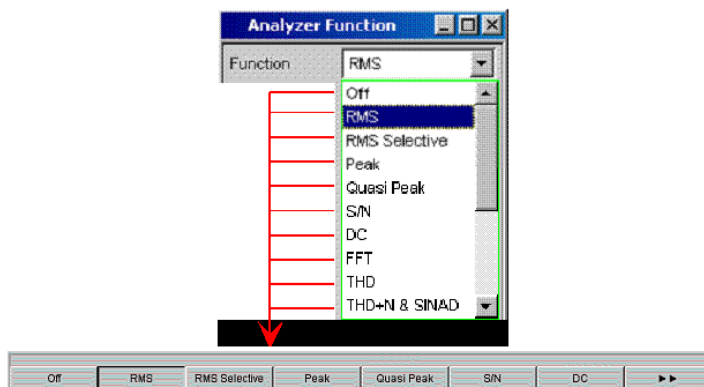 Analyzer Function
Function RMS
Off
RMS
RMS Selective
Peak
Quasi Peak
S/N
DC
FFT
THD
THD+N & SINAD
Off RMS RMS Selective Peak Quasi Peak S/N DC